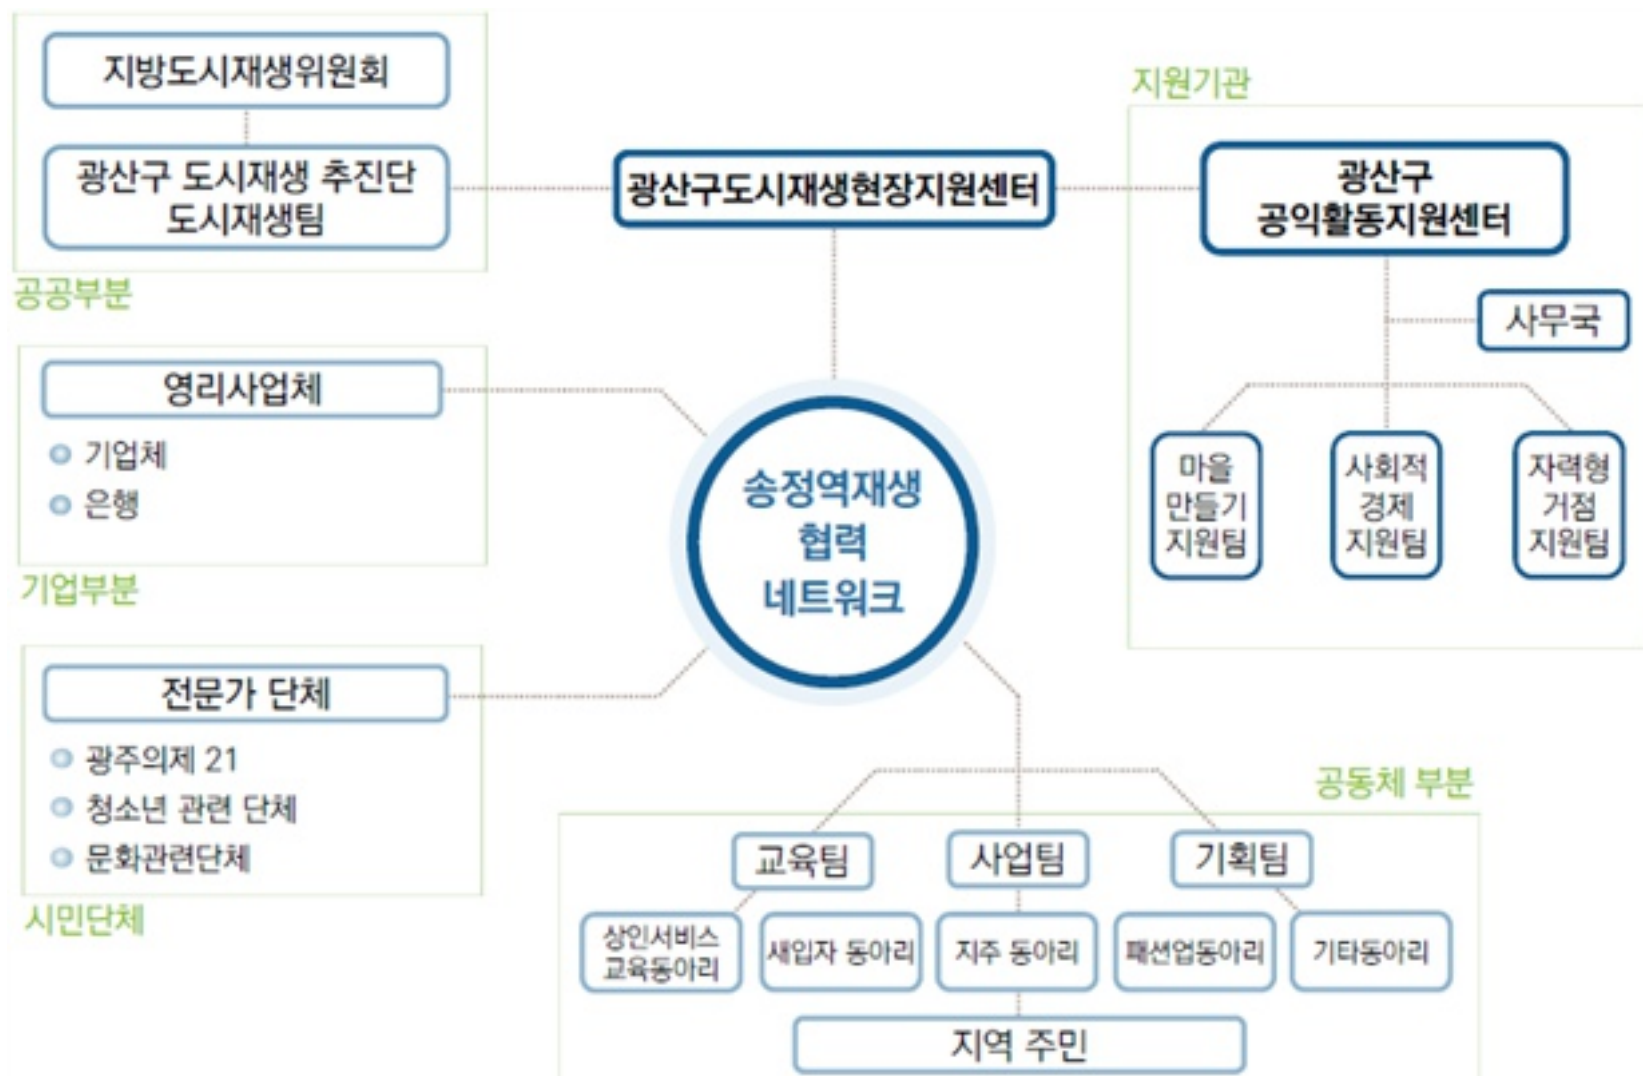 지방도시재생위원회
광산구 도시재생 추진단
도시재생팀
공공부분
광산구도시재생현장지원센터
지원기관
광산구
공익활동지원센터
사무국
마을
만들기
지원팀
사회적
경제
지원팀
자력형
거점
지원팀
영리사업체
기업체
은행
기업부분
송정역재생
협력
네트워크
전문가 단체
광주의제 21
청소년 관련 단체
문화관련단체
시민단체
공동체 부분
교육팀
사업팀
기획팀
상인서비스
교육동아리
새입자 동아리
지주 동아리
패션업동아리
기타동아리
지역 주민